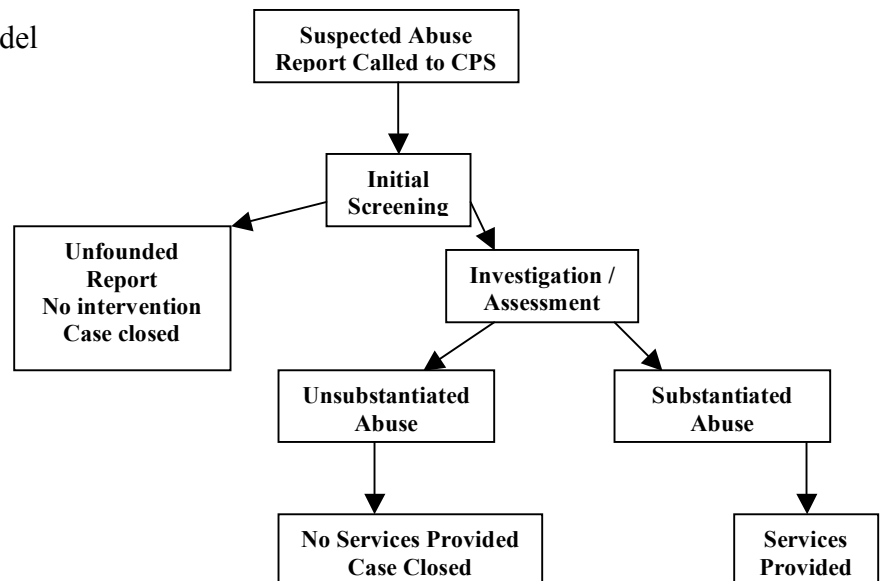 del
Suspected Abuse
Report Called to CPS
Initial
Screening
Unfounded
Report
No intervention
Case closed
Investigation /
Assessment
Unsubstantiated
Abuse
Substantiated
Abuse
No Services Provided
Case Closed
Services
Provided